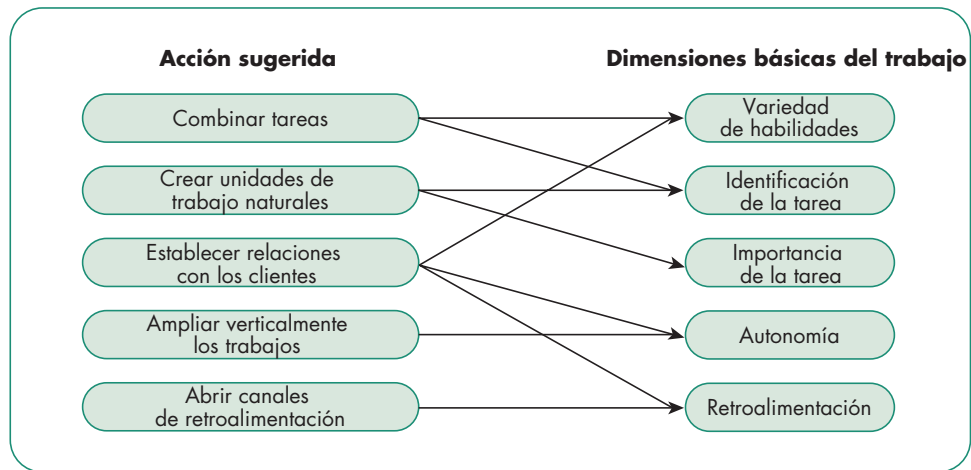 Acción sugerida
Dimensiones básicas del trabajo
Combinar tareas
Variedad
de habilidades
Crear unidades de
trabajo naturales
Identificación
de la tarea
Establecer relaciones
con los clientes
Importancia
de la tarea
Ampliar verticalmente
los trabajos
Autonomía
Abrir canales
de retroalimentación
Retroalimentación